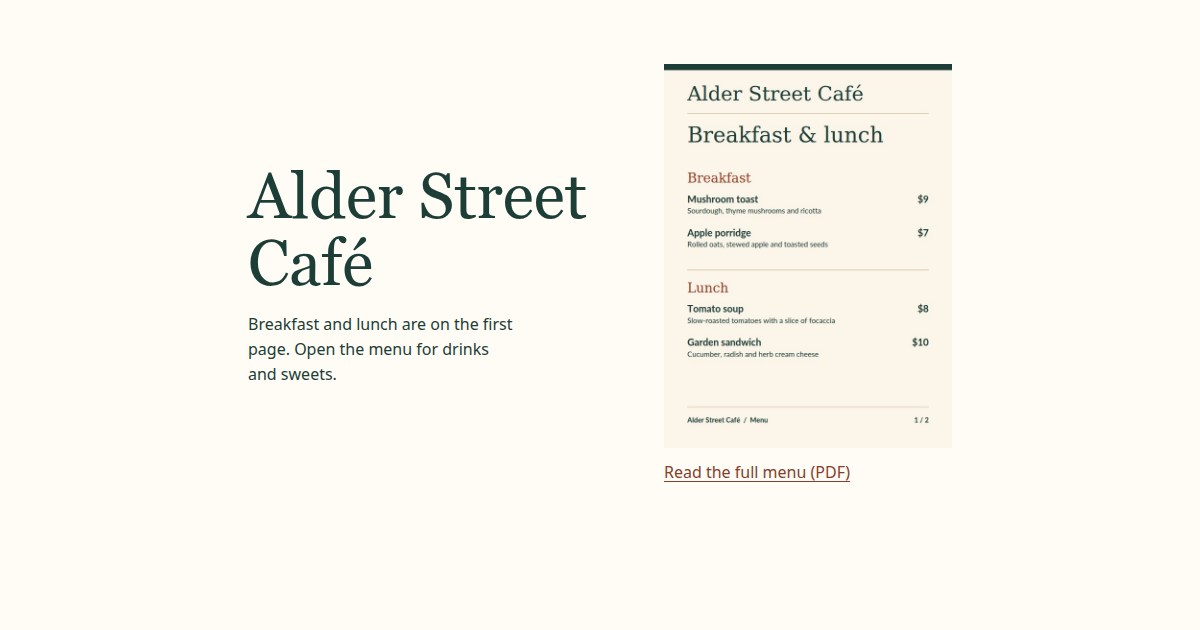 Alder Street
Café
Breakfast and lunch are on the first
page. Open the menu for drinks
and sweets.
Alder Street Café
Breakfast & lunch
Breakfast
Mushroom toast $9
Sourdough, thyme mushrooms and ricotta
Apple porridge $7
Rolled oats, stewed apple and toasted seeds
Lunch
Tomato soup $8
Slow-roasted tomatoes with a slice of focaccia
Garden sandwich $10
Cucumber, radish and herb cream cheese
Alder Street Café / Menu 1 / 2
Read the full menu (PDF)